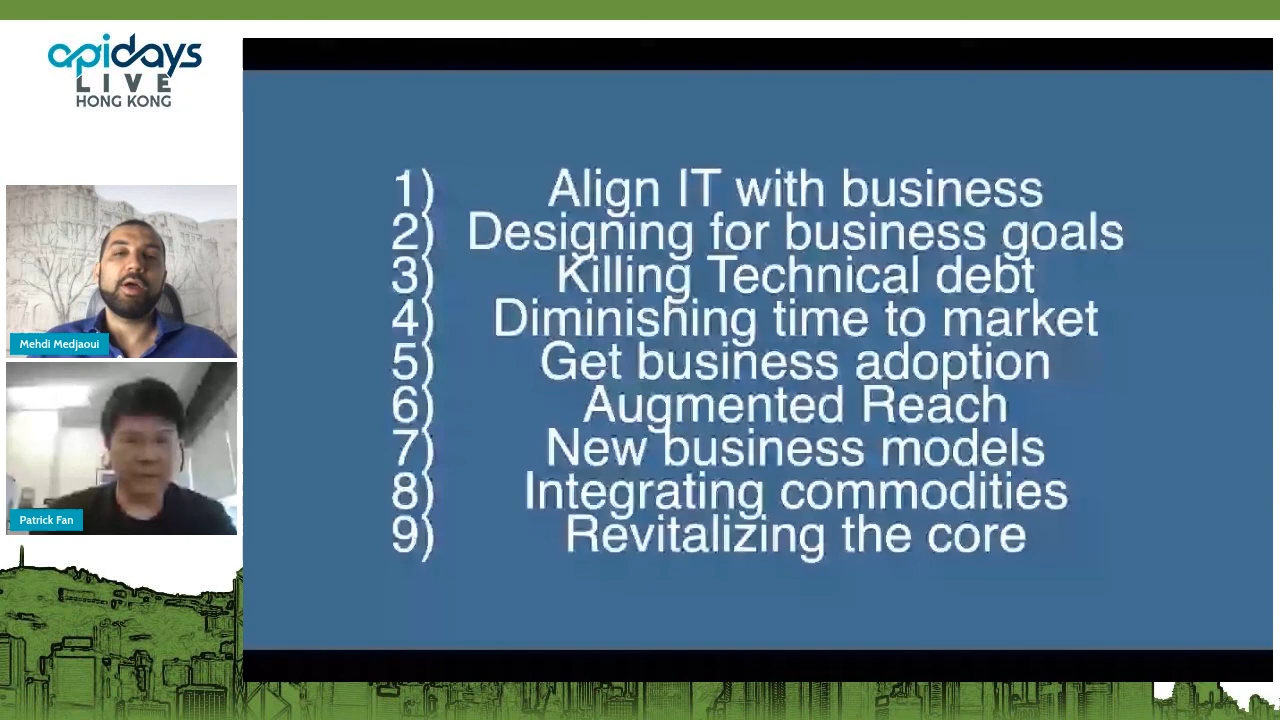 apidays
LIVE
HONG KONG
Mehdi Medjaoui
Patrick Fan
1) Align IT with business
2) Designing for business goals
3) Killing Technical debt
4) Diminishing time to market
5) Get business adoption
6) Augmented Reach
7) New business models
8) Integrating commodities
9) Revitalizing the core